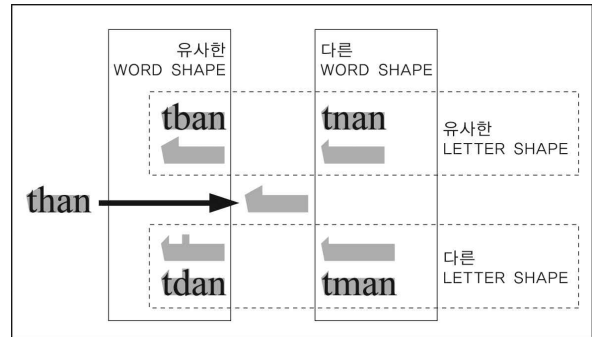 유사한
WORD SHAPE
다른
WORD SHAPE
tban
tnan
유사한
LETTER SHAPE
than
다른
LETTER SHAPE
tdan
tman